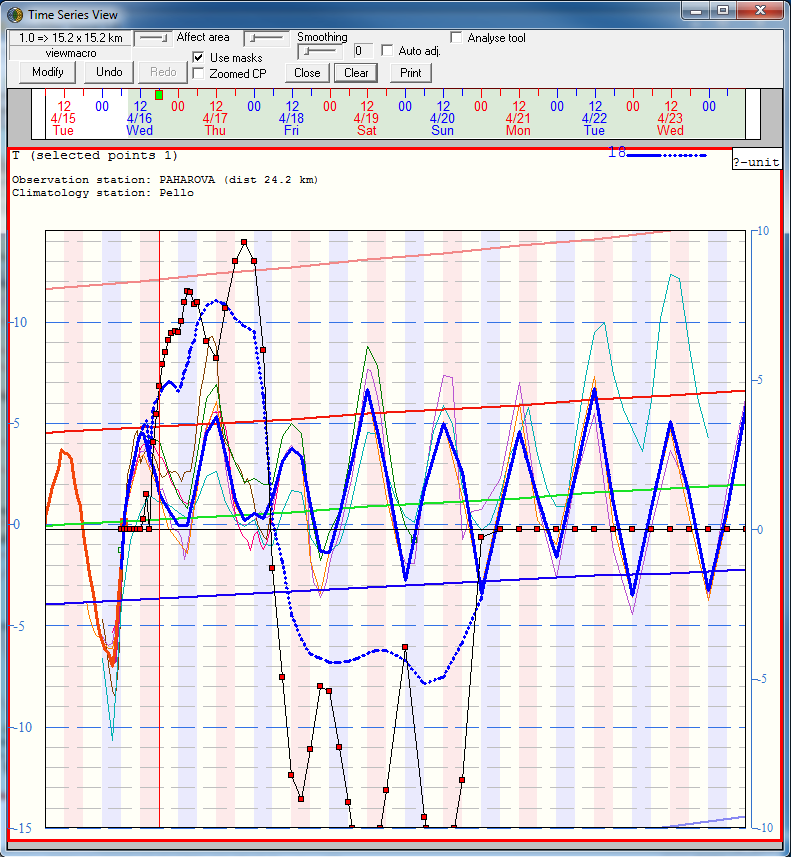 Time Series View
1.0 => 15.2 x 15.2 km
Affect area
Smoothing
Analyse tool
viewmacro
Use masks
0
Auto adj.
Modify
Undo
Redo
Zoomed CP
Close
Clear
Print
12 00 12 00 12 00 12 00 12 00 12 00 12 00 12 00 12 00
4/15 4/16 4/17 4/18 4/19 4/20 4/21 4/22 4/23
Tue Wed Thu Fri Sat Sun Mon Tue Wed
T (selected points 1)
18
?-unit
Observation station: PAHAROVA (dist 24.2 km)
Climatology station: Pello
10
10
5
5
0
0
-5
-5
-10
-15
-10